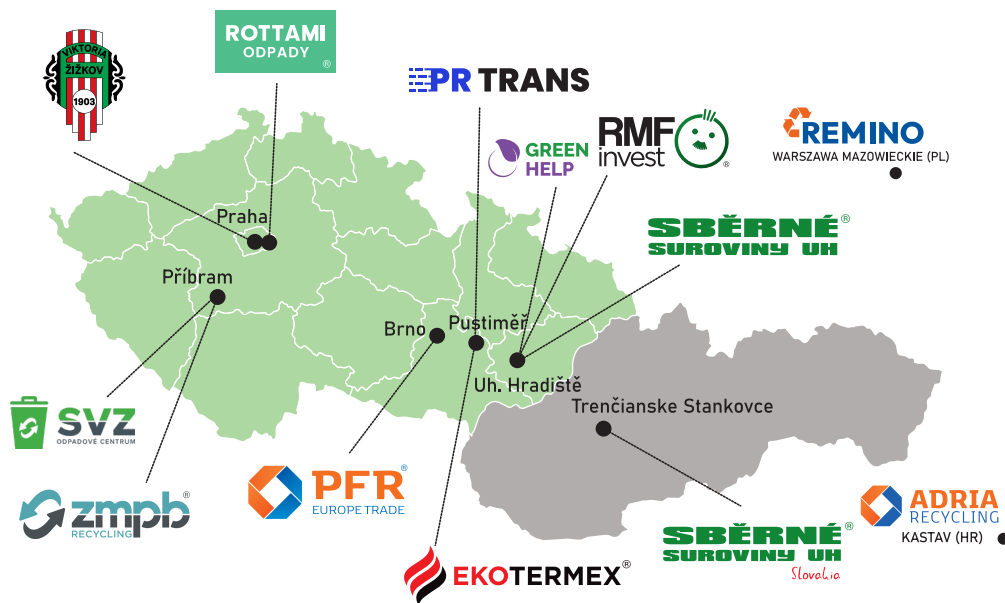 VIKTORIA
ŽIŽKOV
1903
ROTTAMI
ODPADY
®
PR TRANS
GREEN
HELP
RMF
invest
®
REMINO
WARSZAWA MAZOWIECKIE (PL)
SBĚRNÉ®
SUROVINY UH
Praha
Příbram
Brno
Pustiměř
Uh. Hradiště
Trenčianske Stankovce
SVZ
ODPADOVÉ CENTRUM
zmpb®
RECYCLING
PFR®
EUROPE TRADE
EKOTERMEX®
SBĚRNÉ®
SUROVINY UH
Slovakia
ADRIA
RECYCLING
KASTAV (HR)